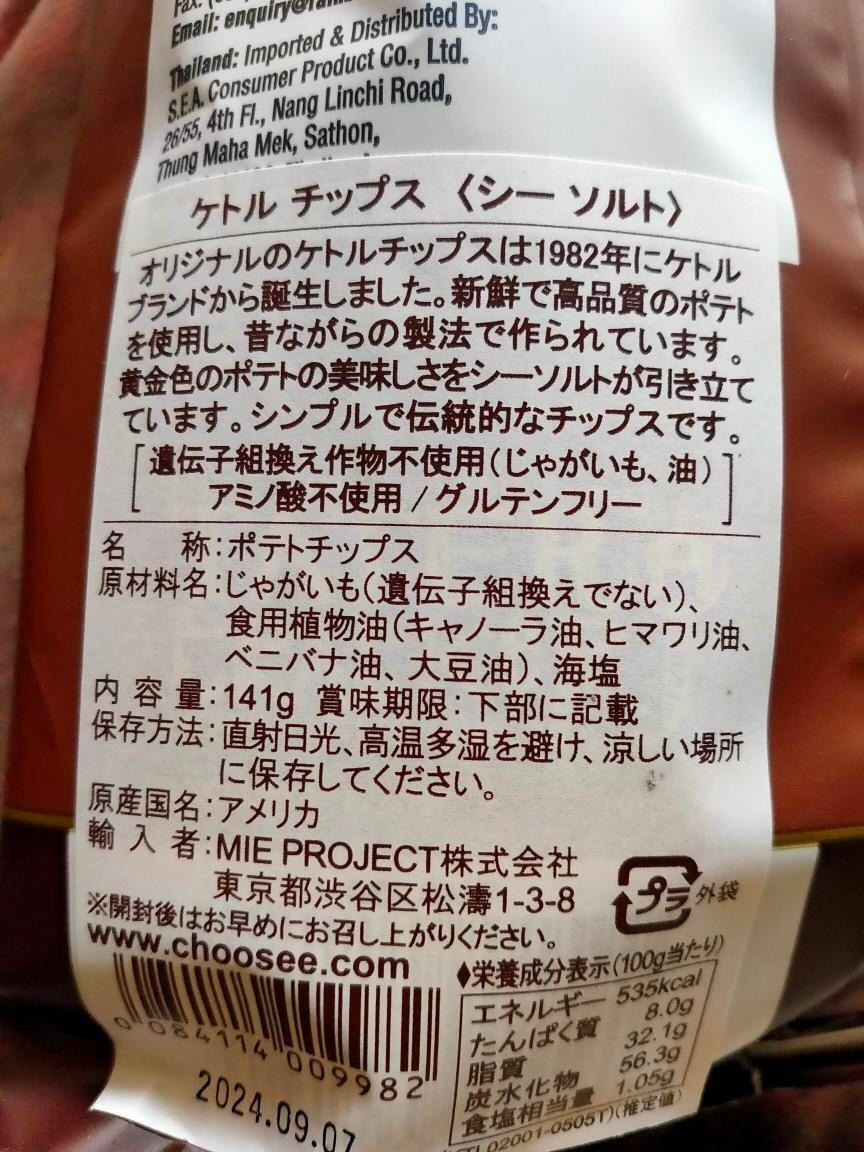 Email: enquiry@
Thailand: Imported & Distributed By:
S.E.A. Consumer Product Co., Ltd.
26/55, 4th Fl., Nang Linchi Road,
Thung Maha Mek, Sathon,
ケトル チップス 〈シー ソルト〉
オリジナルのケトルチップスは1982年にケトル
ブランドから誕生しました。新鮮で高品質のポテト
を使用し、昔ながらの製法で作られています。
黄金色のポテトの美味しさをシーソルトが引き立て
ています。シンプルで伝統的なチップスです。
[遺伝子組換え作物不使用(じゃがいも、油)
アミノ酸不使用/グルテンフリー]
名 称:ポテトチップス
原材料名:じゃがいも(遺伝子組換えでない)、
食用植物油(キャノーラ油、ヒマワリ油、
ベニバナ油、大豆油)、海塩
内 容 量:141g 賞味期限:下部に記載
保存方法:直射日光、高温多湿を避け、涼しい場所
に保存してください。
原産国名:アメリカ
輸 入 者:MIE PROJECT株式会社
東京都渋谷区松濤1-3-8
プラ 外袋
※開封後はお早めにお召し上がりください。
www.choosee.com
♦栄養成分表示(100g当たり)
エネルギー 535kcal
たんぱく質 8.0g
脂質 32.1g
炭水化物 56.3g
食塩相当量 1.05g
02001-0505T)(推定値)
0 084114 009982
2024.09.07